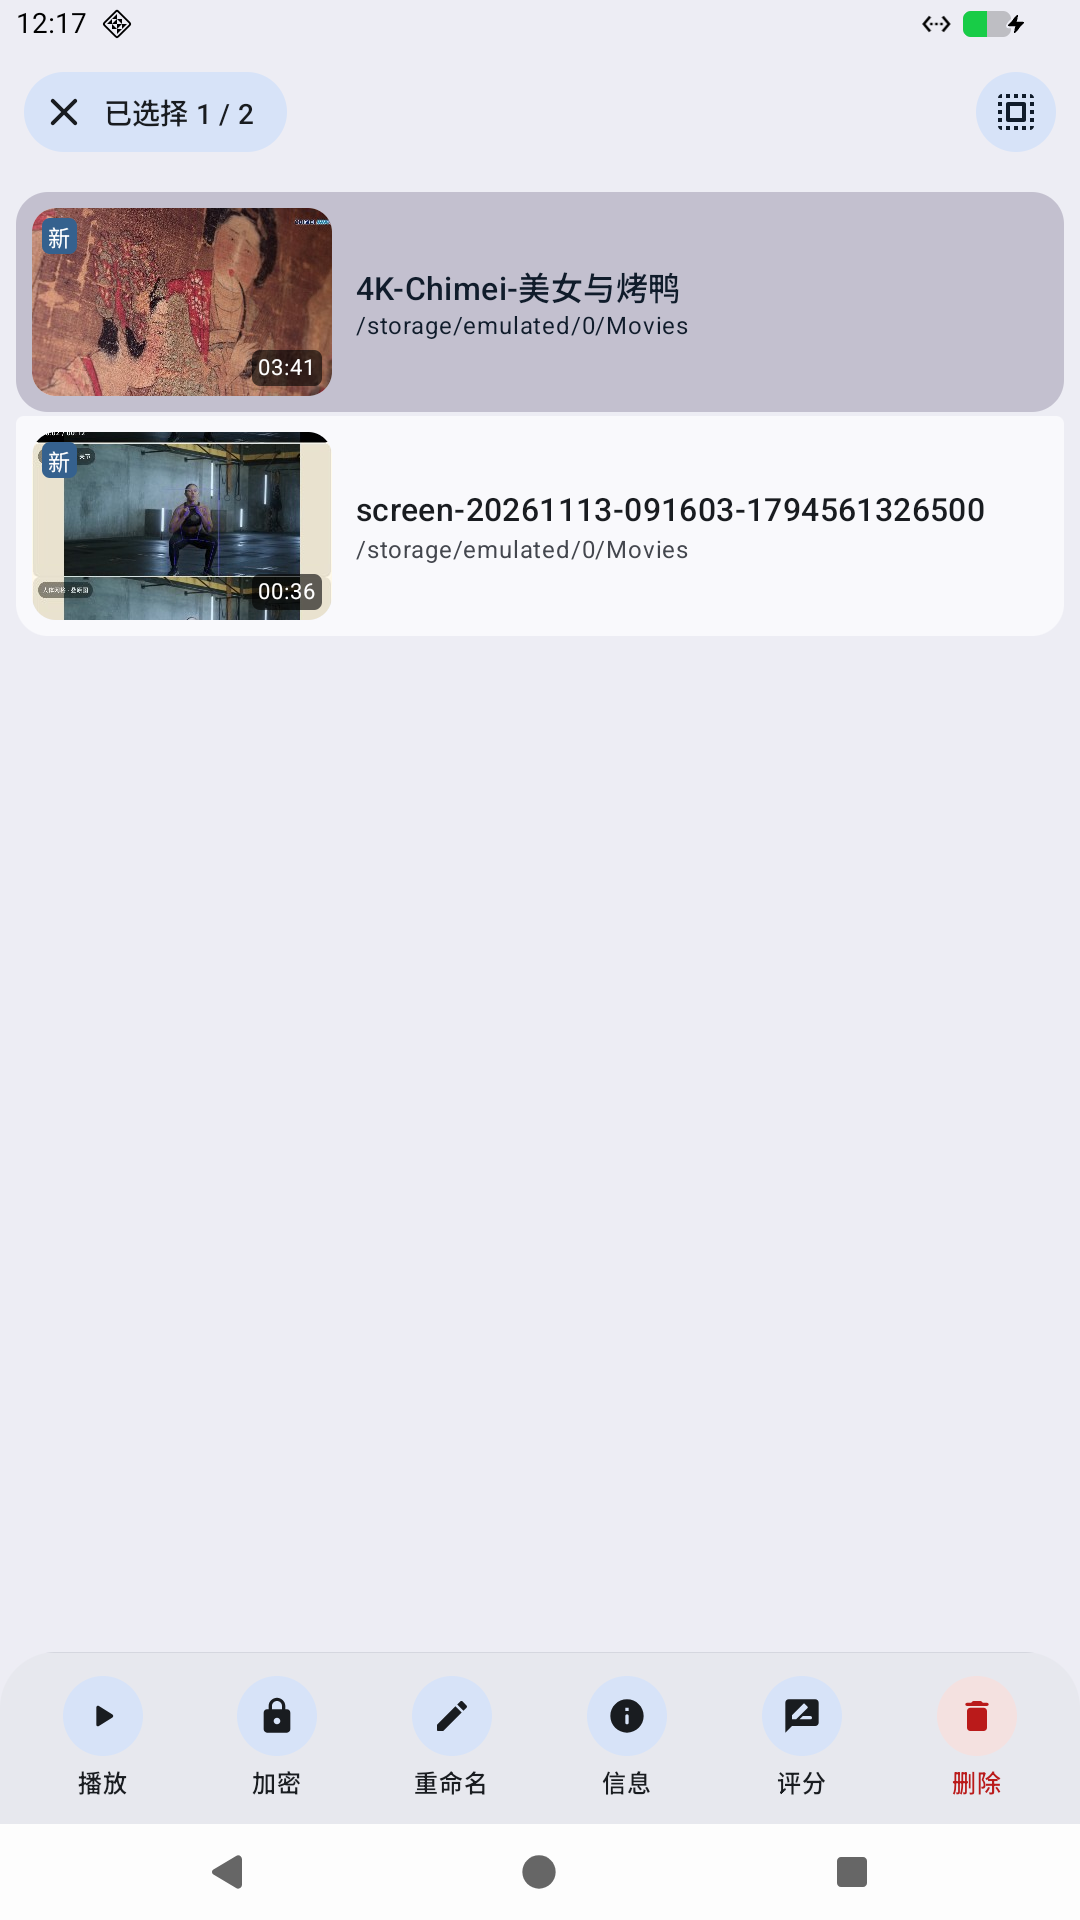 12:17
已选择 1 / 2
新
03:41
4K-Chimei-美女与烤鸭
/storage/emulated/0/Movies
新
00:36
screen-20261113-091603-1794561326500
/storage/emulated/0/Movies
播放
加密
重命名
信息
评分
删除